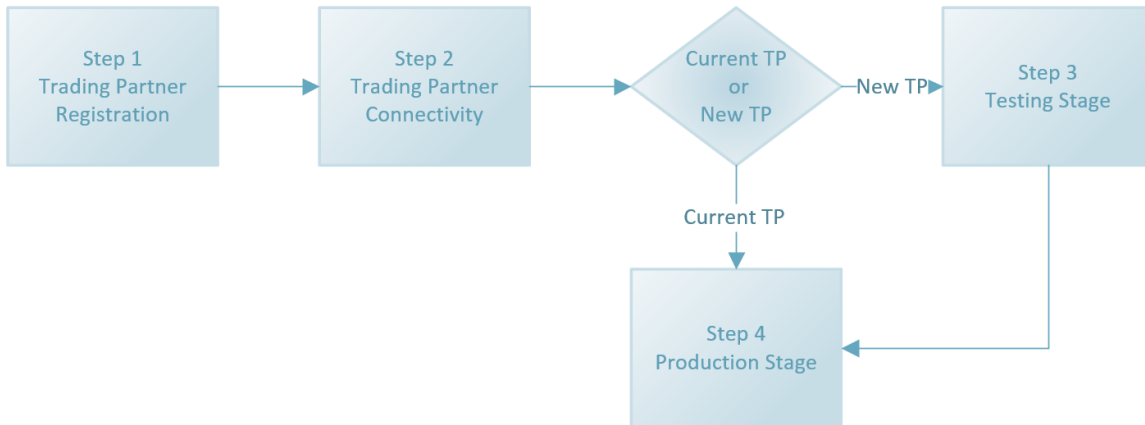 Step 1
Trading Partner
Registration
Step 2
Trading Partner
Connectivity
Current TP
or
New TP
New TP
Step 3
Testing Stage
Current TP
Step 4
Production Stage